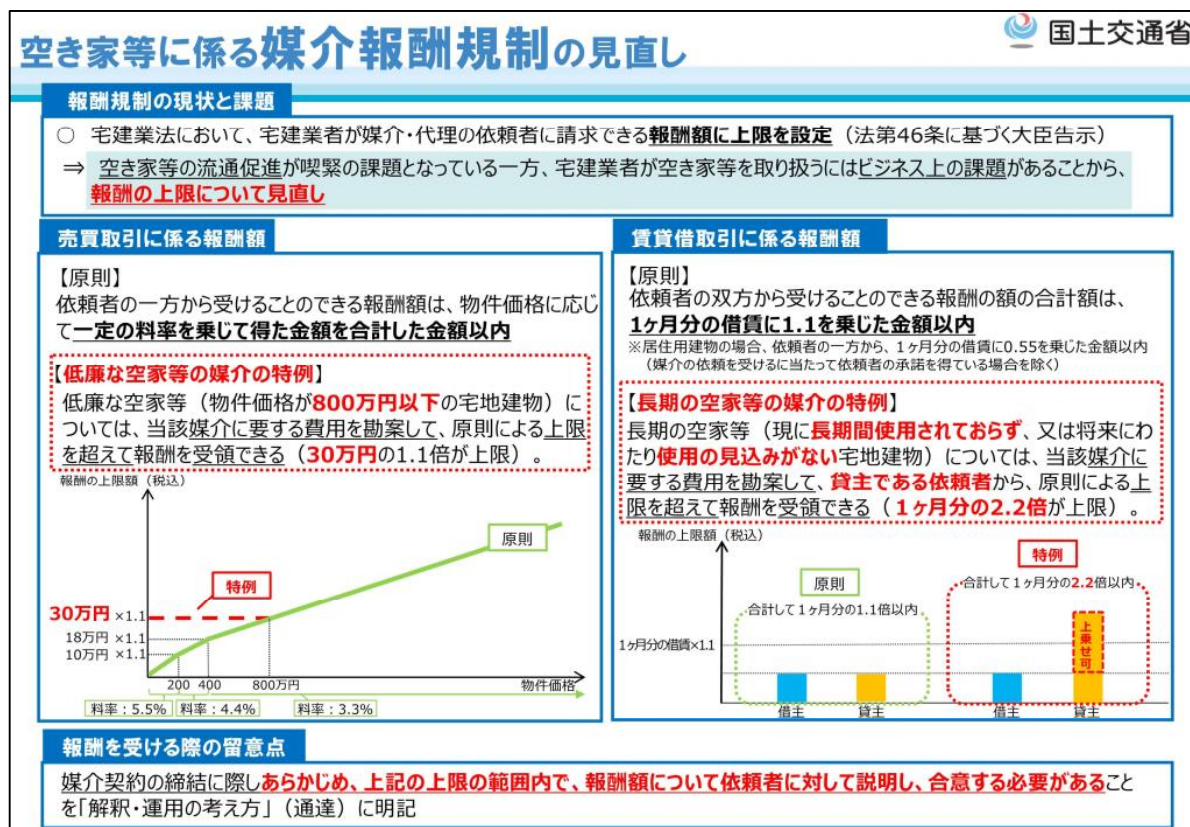 空き家等に係る媒介報酬規制の見直し
国土交通省
報酬規制の現状と課題
○ 宅建業法において、宅建業者が媒介・代理の依頼者に請求できる報酬額に上限を設定（法第46条に基づく大臣告示）
⇒ 空き家等の流通促進が喫緊の課題となっている一方、宅建業者が空き家等を取り扱うにはビジネス上の課題があることから、
報酬の上限について見直し
売買取引に係る報酬額
【原則】
依頼者の一方から受けることのできる報酬額は、物件価格に応じ
て一定の料率を乗じて得た金額を合計した金額以内
【低廉な空家等の媒介の特例】
低廉な空家等（物件価格が800万円以下の宅地建物）に
ついては、当該媒介に要する費用を勘案して、原則による上限
を超えて報酬を受領できる（30万円の1.1倍が上限）。
報酬の上限額（税込）
原則
特例
30万円 ×1.1
18万円 ×1.1
10万円 ×1.1
200 400 800万円
物件価格
料率：5.5% 料率：4.4% 料率：3.3%
賃貸借取引に係る報酬額
【原則】
依頼者の双方から受けることのできる報酬の額の合計額は、
1ヶ月分の借賃に1.1を乗じた金額以内
※居住用建物の場合、依頼者の一方から、1ヶ月分の借賃に0.55を乗じた金額以内
（媒介の依頼を受けるに当たって依頼者の承諾を得ている場合を除く）
【長期の空家等の媒介の特例】
長期の空家等（現に長期間使用されておらず、又は将来にわ
たり使用の見込みがない宅地建物）については、当該媒介に
要する費用を勘案して、貸主である依頼者から、原則による上
限を超えて報酬を受領できる（1ヶ月分の2.2倍が上限）。
報酬の上限額（税込）
原則
特例
合計して1ヶ月分の1.1倍以内
合計して1ヶ月分の2.2倍以内
上乗せ可
1ヶ月分の借賃×1.1
借主 貸主 借主 貸主
報酬を受ける際の留意点
媒介契約の締結に際しあらかじめ、上記の上限の範囲内で、報酬額について依頼者に対して説明し、合意する必要があること
を「解釈・運用の考え方」（通達）に明記